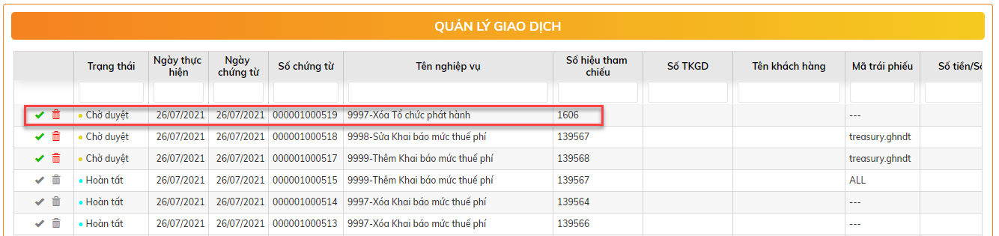 QUẢN LÝ GIAO DỊCH
Trạng thái Ngày thực hiện Ngày chứng từ Số chứng từ Tên nghiệp vụ Số hiệu tham chiếu Số TKGD Tên khách hàng Mã trái phiếu Số tiền/Số
Chờ duyệt 26/07/2021 26/07/2021 000001000519 9997-Xóa Tổ chức phát hành 1606 ---
Chờ duyệt 26/07/2021 26/07/2021 000001000518 9998-Sửa Khai báo mức thuế phí 139567 treasury.ghndt
Chờ duyệt 26/07/2021 26/07/2021 000001000517 9999-Thêm Khai báo mức thuế phí 139568 treasury.ghndt
Hoàn tất 26/07/2021 26/07/2021 000001000515 9999-Thêm Khai báo mức thuế phí 139567 ALL
Hoàn tất 26/07/2021 26/07/2021 000001000514 9997-Xóa Khai báo mức thuế phí 139564 ---
Hoàn tất 26/07/2021 26/07/2021 000001000513 9997-Xóa Khai báo mức thuế phí 139566 ---